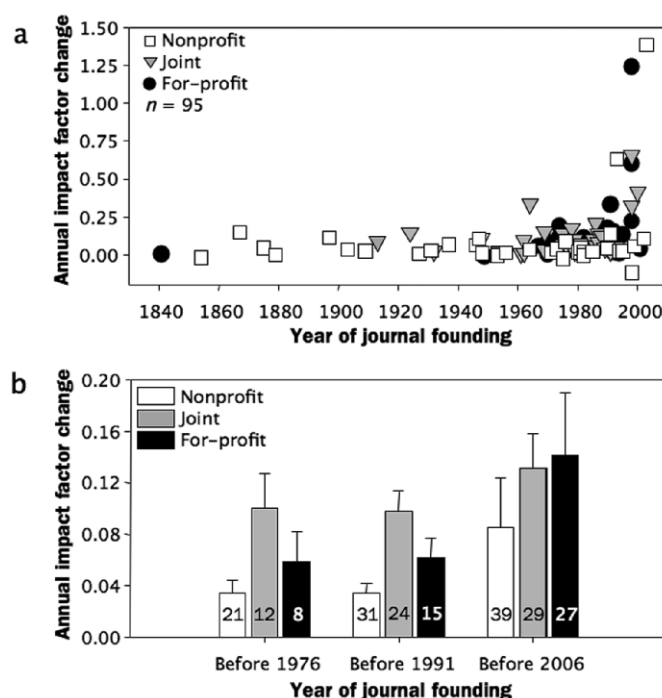 a
Annual impact factor change
1.50
1.25
1.00
0.75
0.50
0.25
0.00
Nonprofit
Joint
For-profit
n = 95
1840 1860 1880 1900 1920 1940 1960 1980 2000
Year of journal founding
b
Annual impact factor change
0.20
0.16
0.12
0.08
0.04
0.00
Nonprofit
Joint
For-profit
21 12 8 31 24 15 39 29 27
Before 1976 Before 1991 Before 2006
Year of journal founding